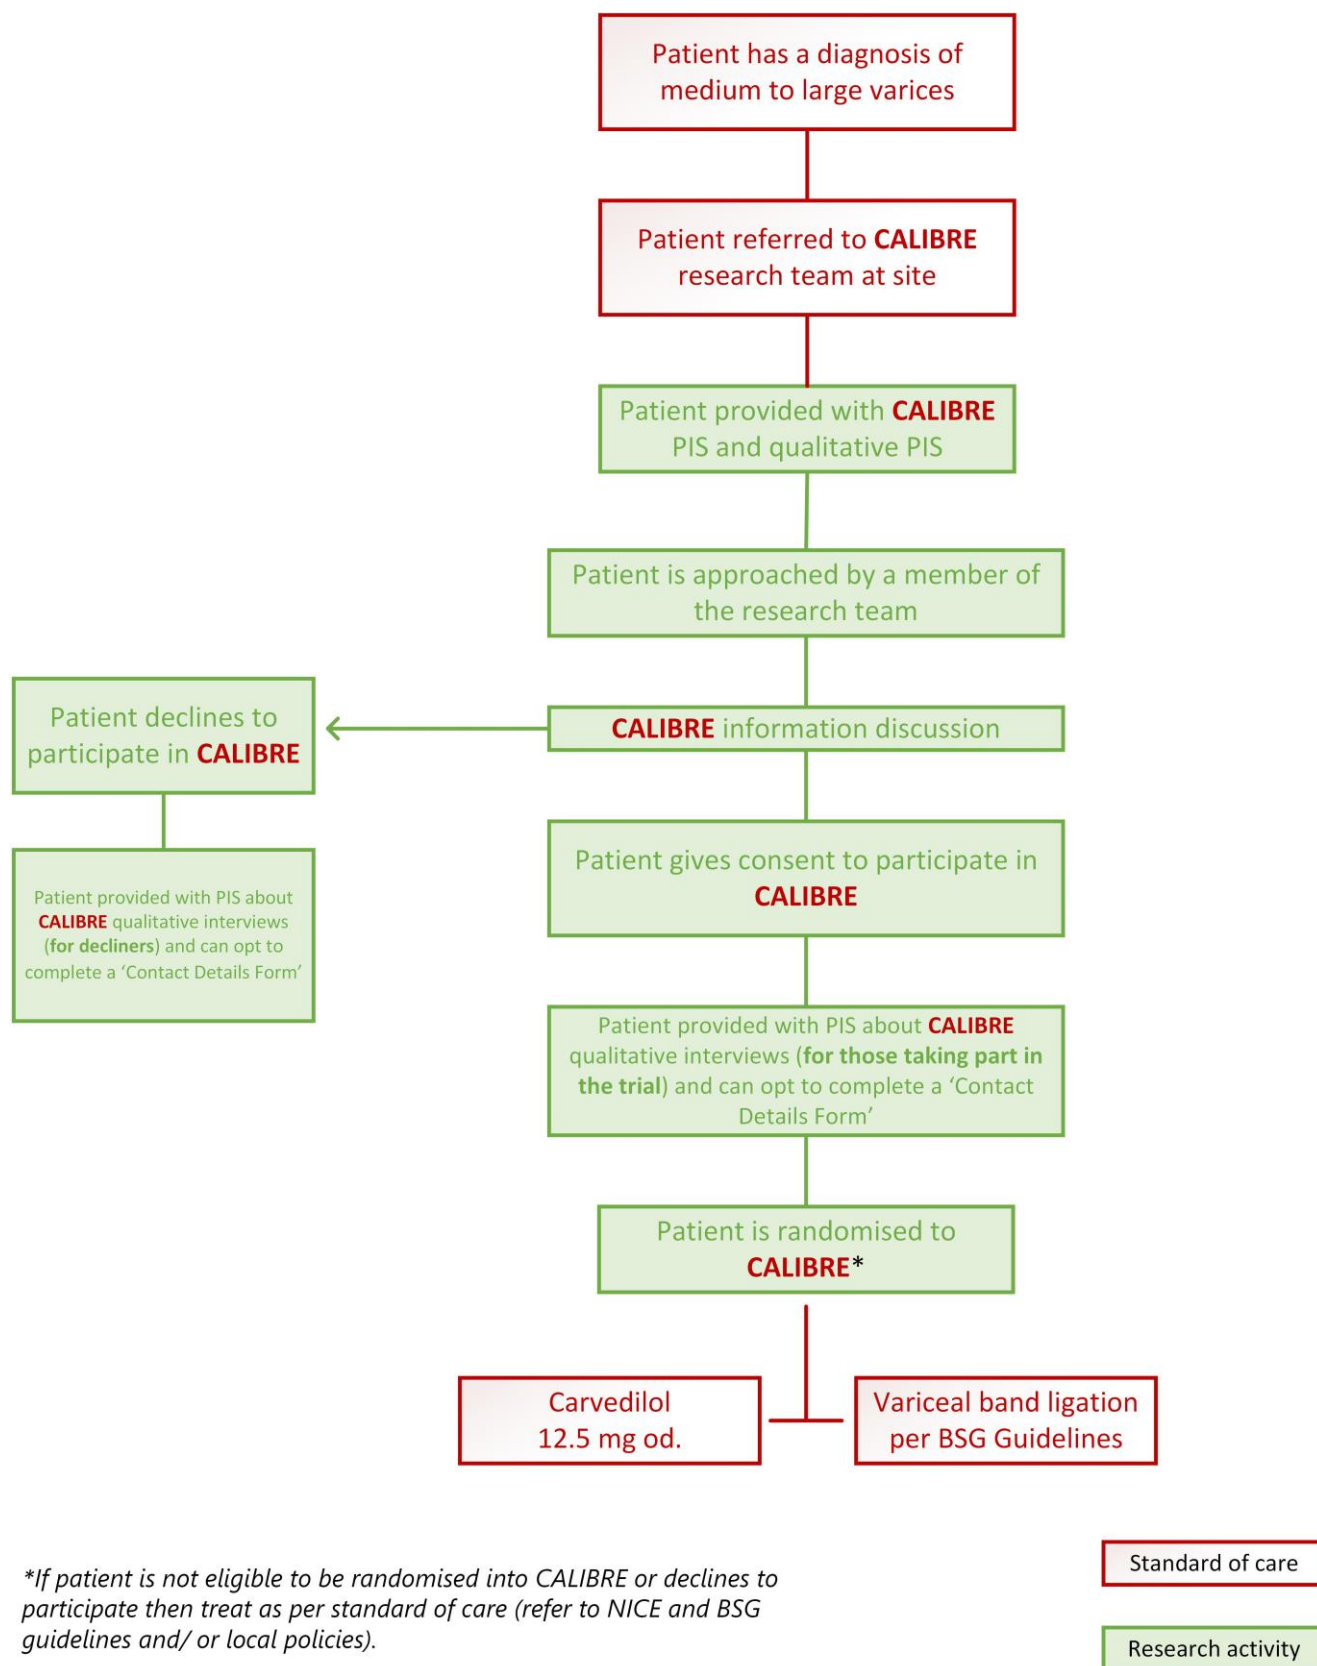 Patient has a diagnosis of
medium to large varices
Patient referred to CALIBRE
research team at site
Patient provided with CALIBRE
PIS and qualitative PIS
Patient is approached by a member of
the research team
CALIBRE information discussion
Patient declines to
participate in CALIBRE
Patient provided with PIS about
CALIBRE qualitative interviews
(for decliners) and can opt to
complete a ‘Contact Details Form’
Patient gives consent to participate in
CALIBRE
Patient provided with PIS about CALIBRE
qualitative interviews (for those taking part in
the trial) and can opt to complete a ‘Contact
Details Form’
Patient is randomised to
CALIBRE*
Carvedilol
12.5 mg od.
Variceal band ligation
per BSG Guidelines
*If patient is not eligible to be randomised into CALIBRE or declines to
participate then treat as per standard of care (refer to NICE and BSG
guidelines and/ or local policies).
Standard of care
Research activity